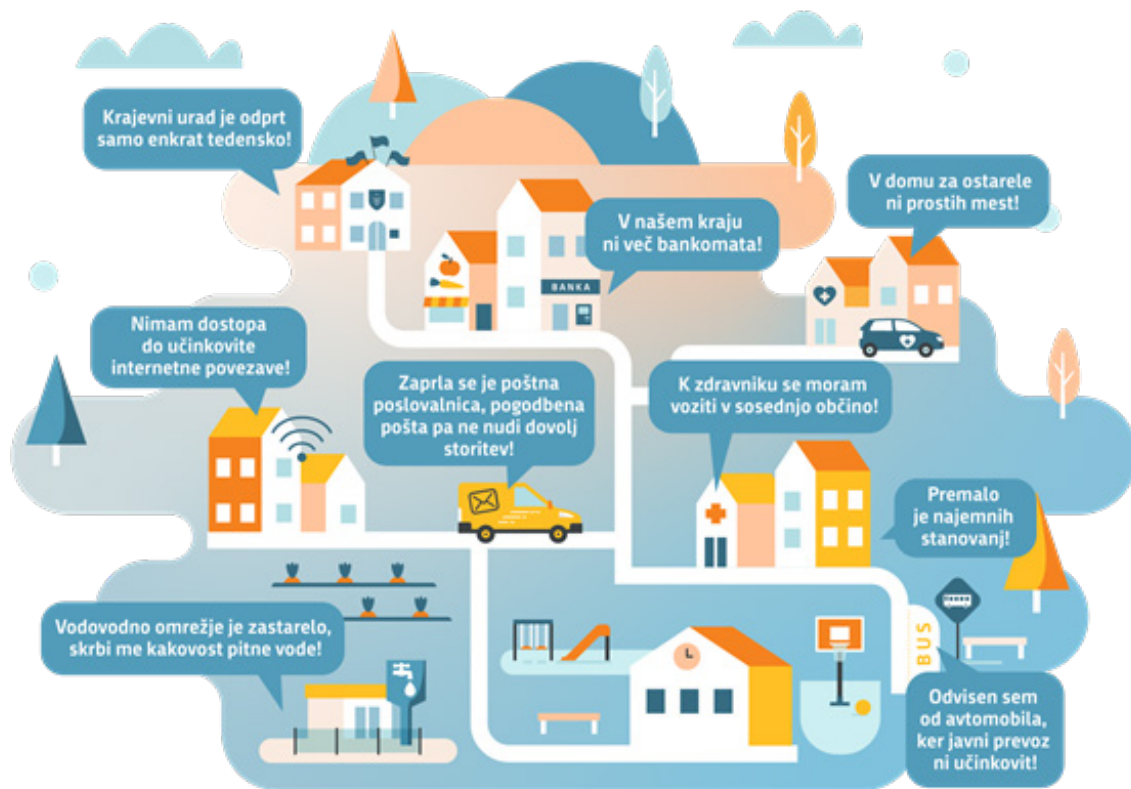 Krajevni urad je odprt
samo enkrat tedensko!
V domu za ostarele
ni prostih mest!
V našem kraju
ni več bankomata!
BANKA
Nimam dostopa
do učinkovite
internetne povezave!
Zaprla se je poštna
poslovalnica, pogodbena
pošta pa ne nudi dovolj
storitev!
K zdravniku se moram
voziti v sosednjo občino!
Premalo
je najemnih
stanovanj!
Vodovodno omrežje je zastarelo,
skrbi me kakovost pitne vode!
BUS
Odvisen sem
od avtomobila,
ker javni prevoz
ni učinkovit!